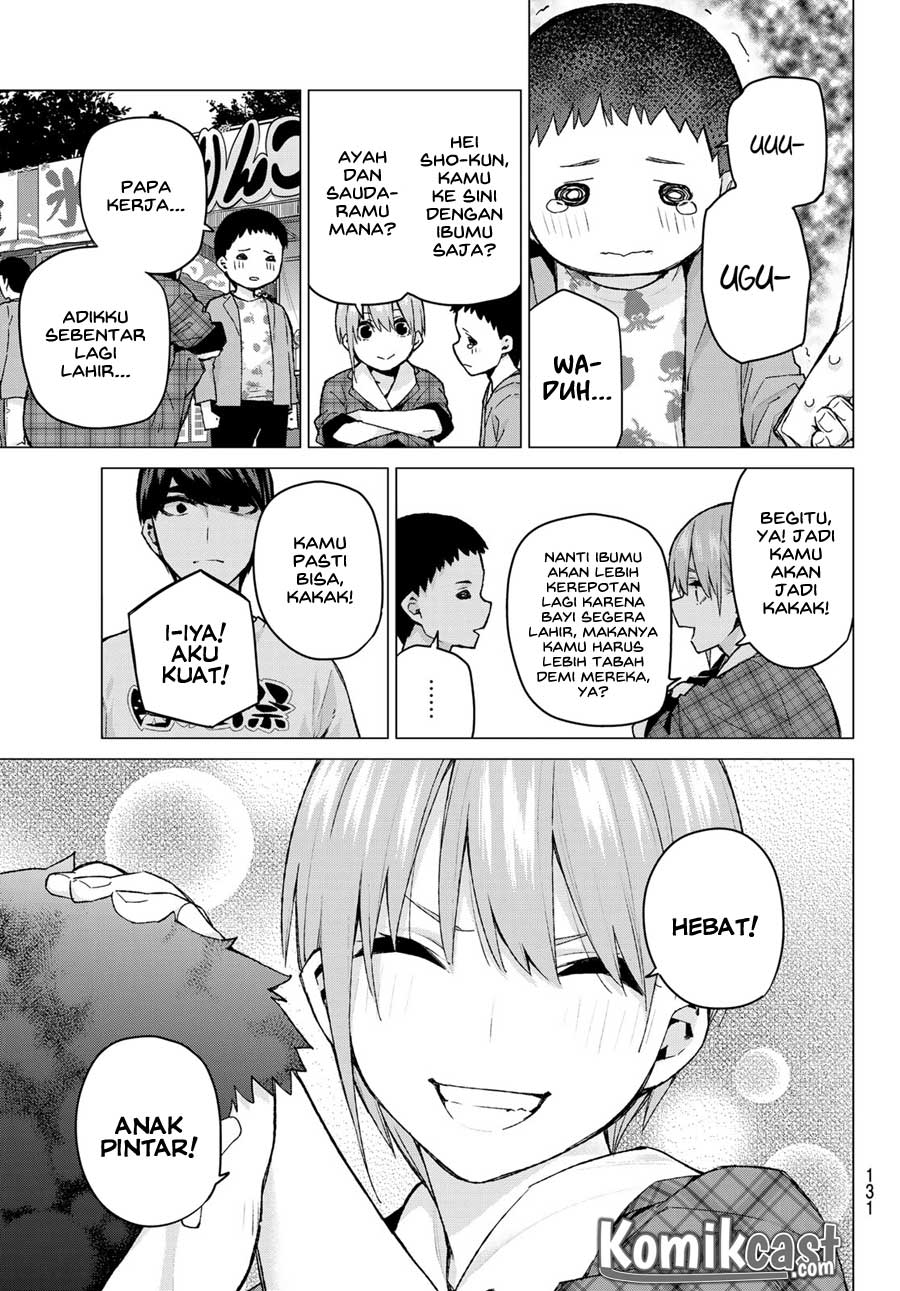 UUU-
UGU-
WA-
DUH...
HEI
SHO-KUN,
KAMU
KE SINI
DENGAN
IBUMU
SAJA?
AYAH
DAN
SAUDA-
RAMU
MANA?
PAPA
KERJA...
ADIKKU
SEBENTAR
LAGI
LAHIR...
氷
BEGITU,
YA! JADI
KAMU
AKAN
JADI
KAKAK!
NANTI IBUMU
AKAN LEBIH
KEREPOTAN
LAGI KARENA
BAYI SEGERA
LAHIR, MAKANYA
KAMU HARUS
LEBIH TABAH
DEMI MEREKA,
YA?
......
KAMU
PASTI
BISA,
KAKAK!
I-IYA!
AKU
KUAT!
HEBAT!
ANAK
PINTAR!
131
Komikcast
.com